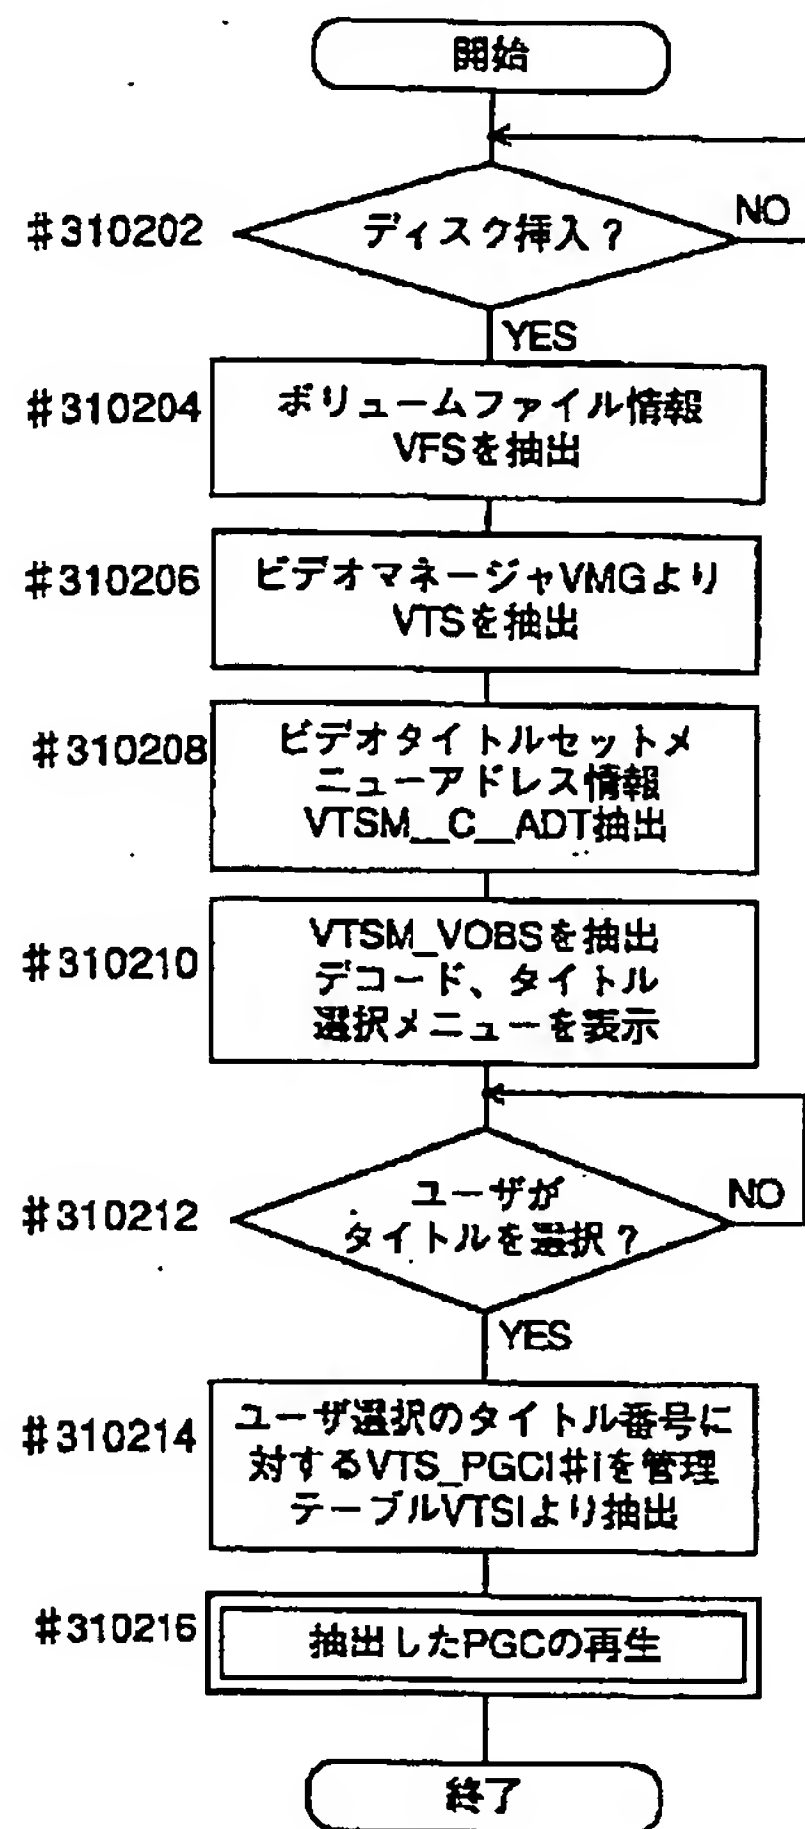 開始
#310202
ディスク挿入?
NO
YES
#310204
ボリュームファイル情報
VFSを抽出
#310206
ビデオマネージャVMGより
VTSを抽出
#310208
ビデオタイトルセットメ
ニューアドレス情報
VTSM__C__ADT抽出
#310210
VTSM_VOBSを抽出
デコード、タイトル
選択メニューを表示
#310212
ユーザが
タイトルを選択?
NO
YES
#310214
ユーザ選択のタイトル番号に
対するVTS_PGCI#iを管理
テーブルVTSIより抽出
#310216
抽出したPGCの再生
終了